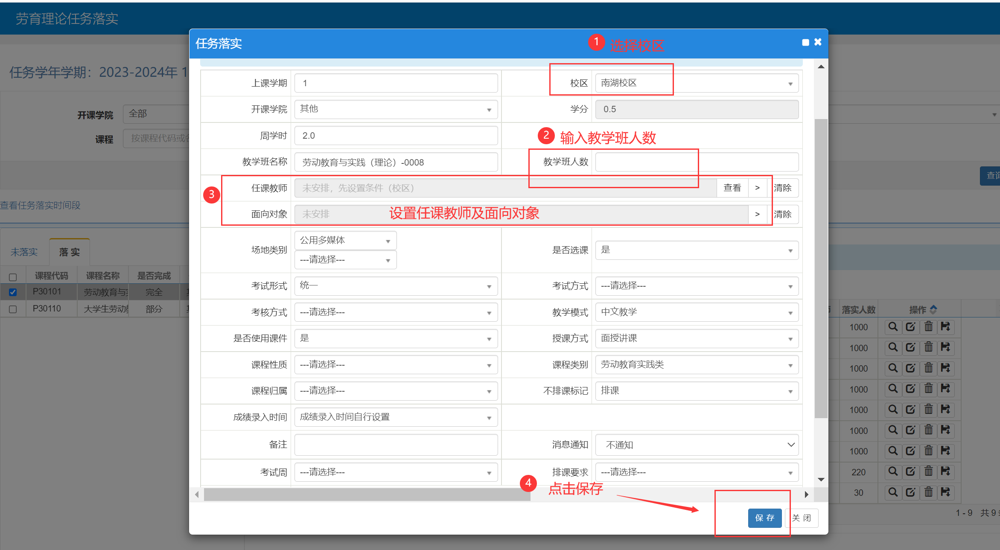 劳育理论任务落实
任务落实
1 选择校区
任务学年学期：2023-2024年 1
上课学期 1 校区 南湖校区
开课学院 其他 学分 0.5
开课学院 全部
周学时 2.0
2 输入教学班人数
课程 按课程代码或
教学班名称 劳动教育与实践（理论）-0008 教学班人数
查询
任课教师 未安排，先设置条件（校区） 查看 > 清除
3
查看任务落实时间段
面向对象 未安排 > 清除
设置任课教师及面向对象
场地类别 公用多媒体 是否选课 是
---请选择---
未落实 落 实
课程代码 课程名称 是否完成
考试形式 统一 考试方式 ---请选择---
P30101 劳动教育与 完全
P30110 大学生劳动 部分
考核方式 ---请选择--- 教学模式 中文教学
落实人数 操作
是否使用课件 是 授课方式 面授讲课
1000
1000
课程性质 ---请选择--- 课程类别 劳动教育实践类
1000
课程归属 ---请选择--- 不排课标记 排课
1000
成绩录入时间 成绩录入时间自行设置
1000
1000
备注 消息通知 不通知
1000
考试周 ---请选择--- 排课要求 ---请选择---
220
4 点击保存
30
1 - 9 共 9
保 存 关 闭